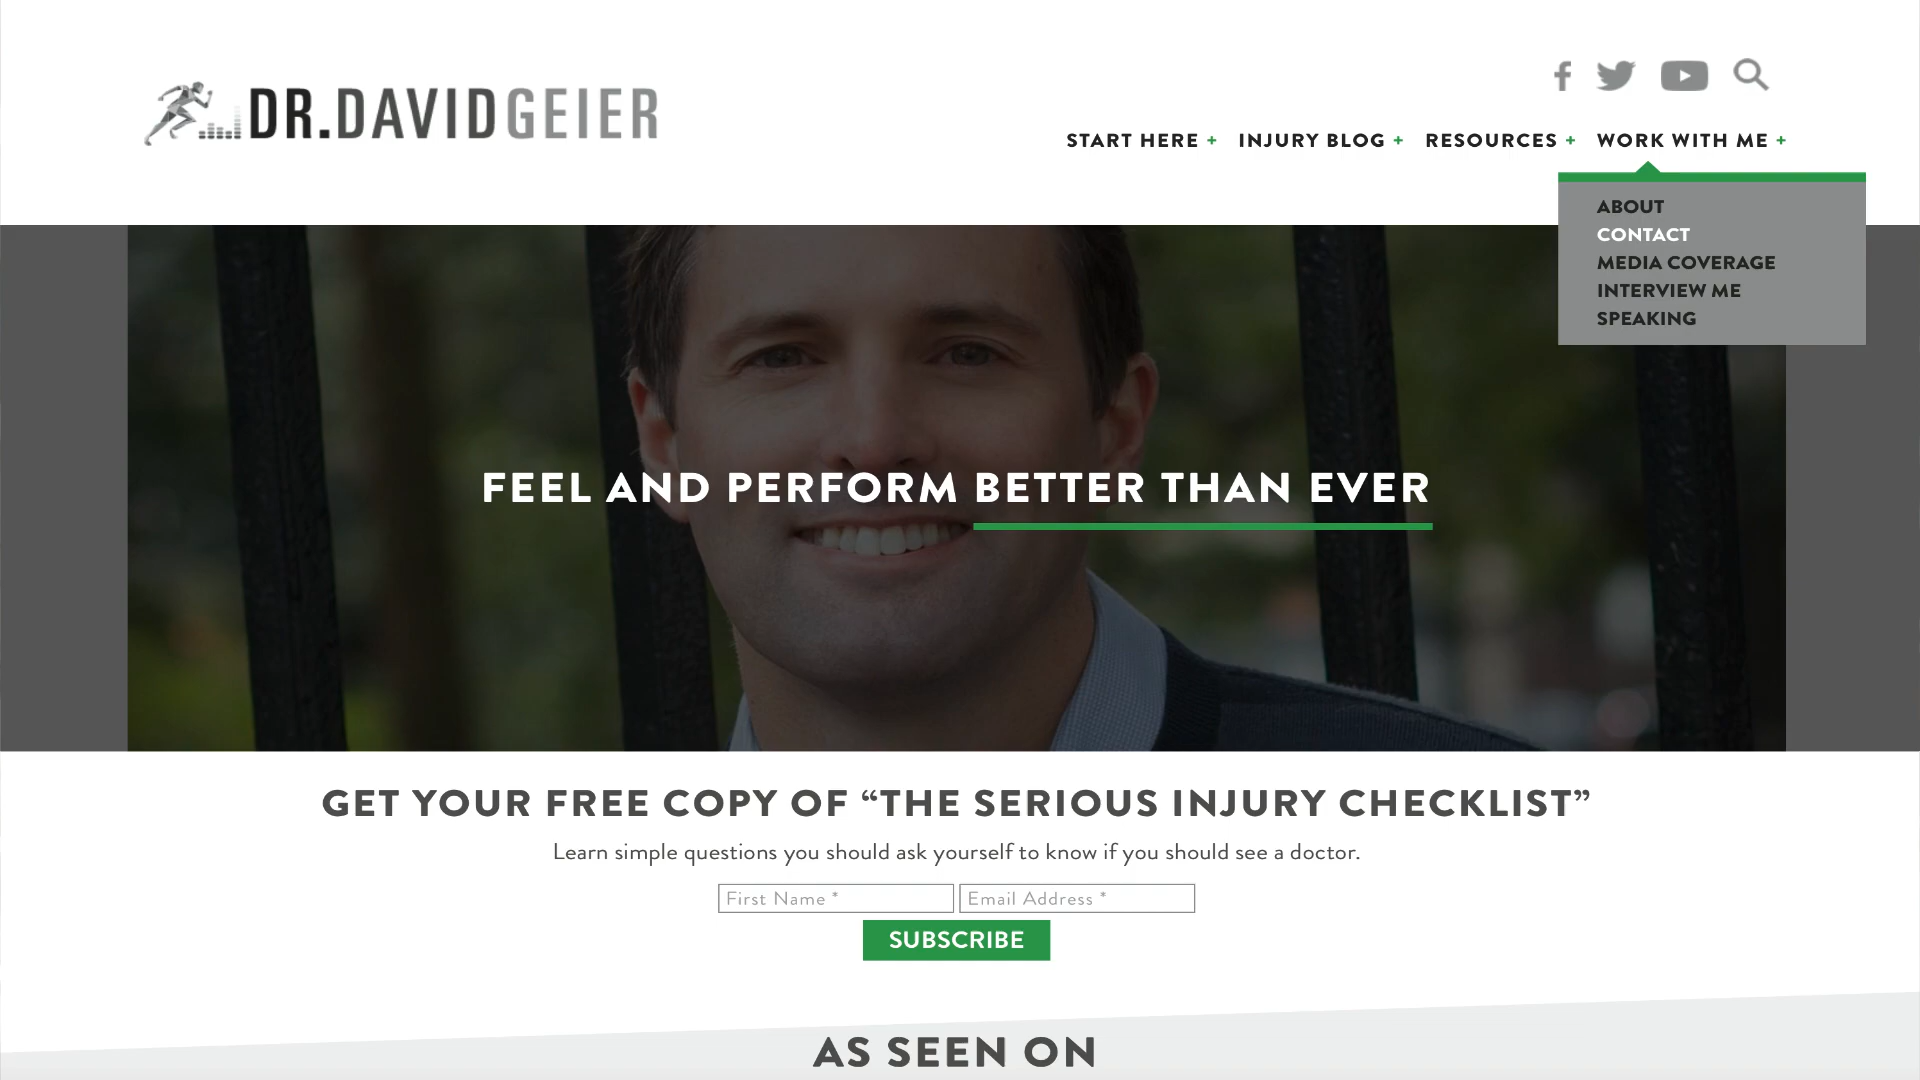 DR.DAVIDGEIER
START HERE + INJURY BLOG + RESOURCES + WORK WITH ME +
ABOUT
CONTACT
MEDIA COVERAGE
INTERVIEW ME
SPEAKING
FEEL AND PERFORM BETTER THAN EVER
GET YOUR FREE COPY OF “THE SERIOUS INJURY CHECKLIST”
Learn simple questions you should ask yourself to know if you should see a doctor.
First Name * Email Address *
SUBSCRIBE
AS SEEN ON